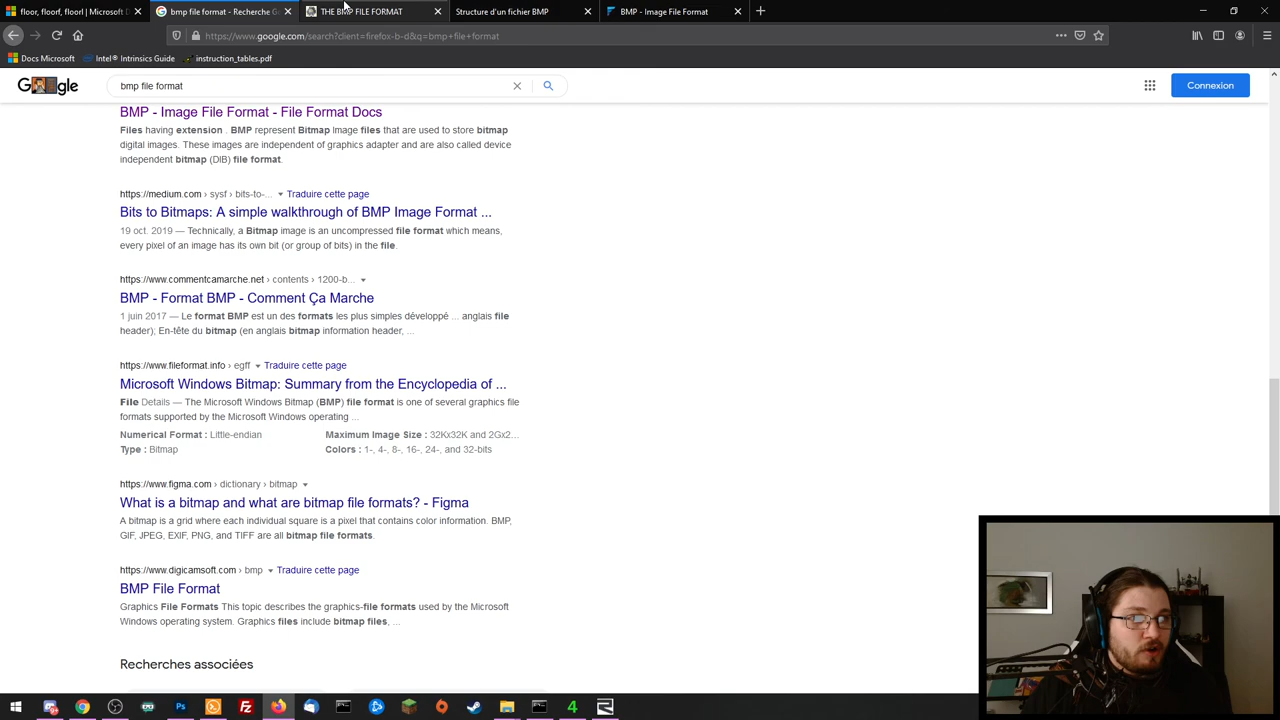 floor, floorf, floorl | Microsoft D
bmp file format - Recherche G
THE BMP FILE FORMAT
Structure d'un fichier BMP
BMP - Image File Format
https://www.google.com/search?client=firefox-b-d&q=bmp+file+format
Docs Microsoft
Intel® Intrinsics Guide
instruction_tables.pdf
bmp file format
Connexion
BMP - Image File Format - File Format Docs
Files having extension . BMP represent Bitmap Image files that are used to store bitmap
digital images. These images are independent of graphics adapter and are also called device
independent bitmap (DIB) file format.
https://medium.com › sysf › bits-to-... Traduire cette page
Bits to Bitmaps: A simple walkthrough of BMP Image Format ...
19 oct. 2019 — Technically, a Bitmap image is an uncompressed file format which means,
every pixel of an image has its own bit (or group of bits) in the file.
https://www.commentcamarche.net › contents › 1200-b...
BMP - Format BMP - Comment Ça Marche
1 juin 2017 — Le format BMP est un des formats les plus simples développé ... anglais file
header); En-tête du bitmap (en anglais bitmap information header, ...
https://www.fileformat.info › egff Traduire cette page
Microsoft Windows Bitmap: Summary from the Encyclopedia of ...
File Details — The Microsoft Windows Bitmap (BMP) file format is one of several graphics file
formats supported by the Microsoft Windows operating ...
Numerical Format : Little-endian Maximum Image Size : 32Kx32K and 2Gx2...
Type : Bitmap Colors : 1-, 4-, 8-, 16-, 24-, and 32-bits
https://www.figma.com › dictionary › bitmap
What is a bitmap and what are bitmap file formats? - Figma
A bitmap is a grid where each individual square is a pixel that contains color information. BMP,
GIF, JPEG, EXIF, PNG, and TIFF are all bitmap file formats.
https://www.digicamsoft.com › bmp Traduire cette page
BMP File Format
Graphics File Formats This topic describes the graphics-file formats used by the Microsoft
Windows operating system. Graphics files include bitmap files, ...
Recherches associées